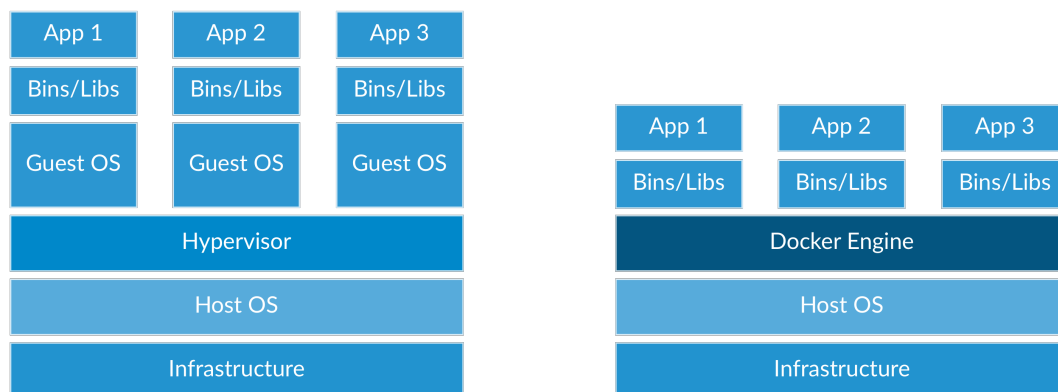 App 1
App 2
App 3
Bins/Libs
Bins/Libs
Bins/Libs
Guest OS
Guest OS
Guest OS
Hypervisor
Host OS
Infrastructure
App 1
App 2
App 3
Bins/Libs
Bins/Libs
Bins/Libs
Docker Engine
Host OS
Infrastructure